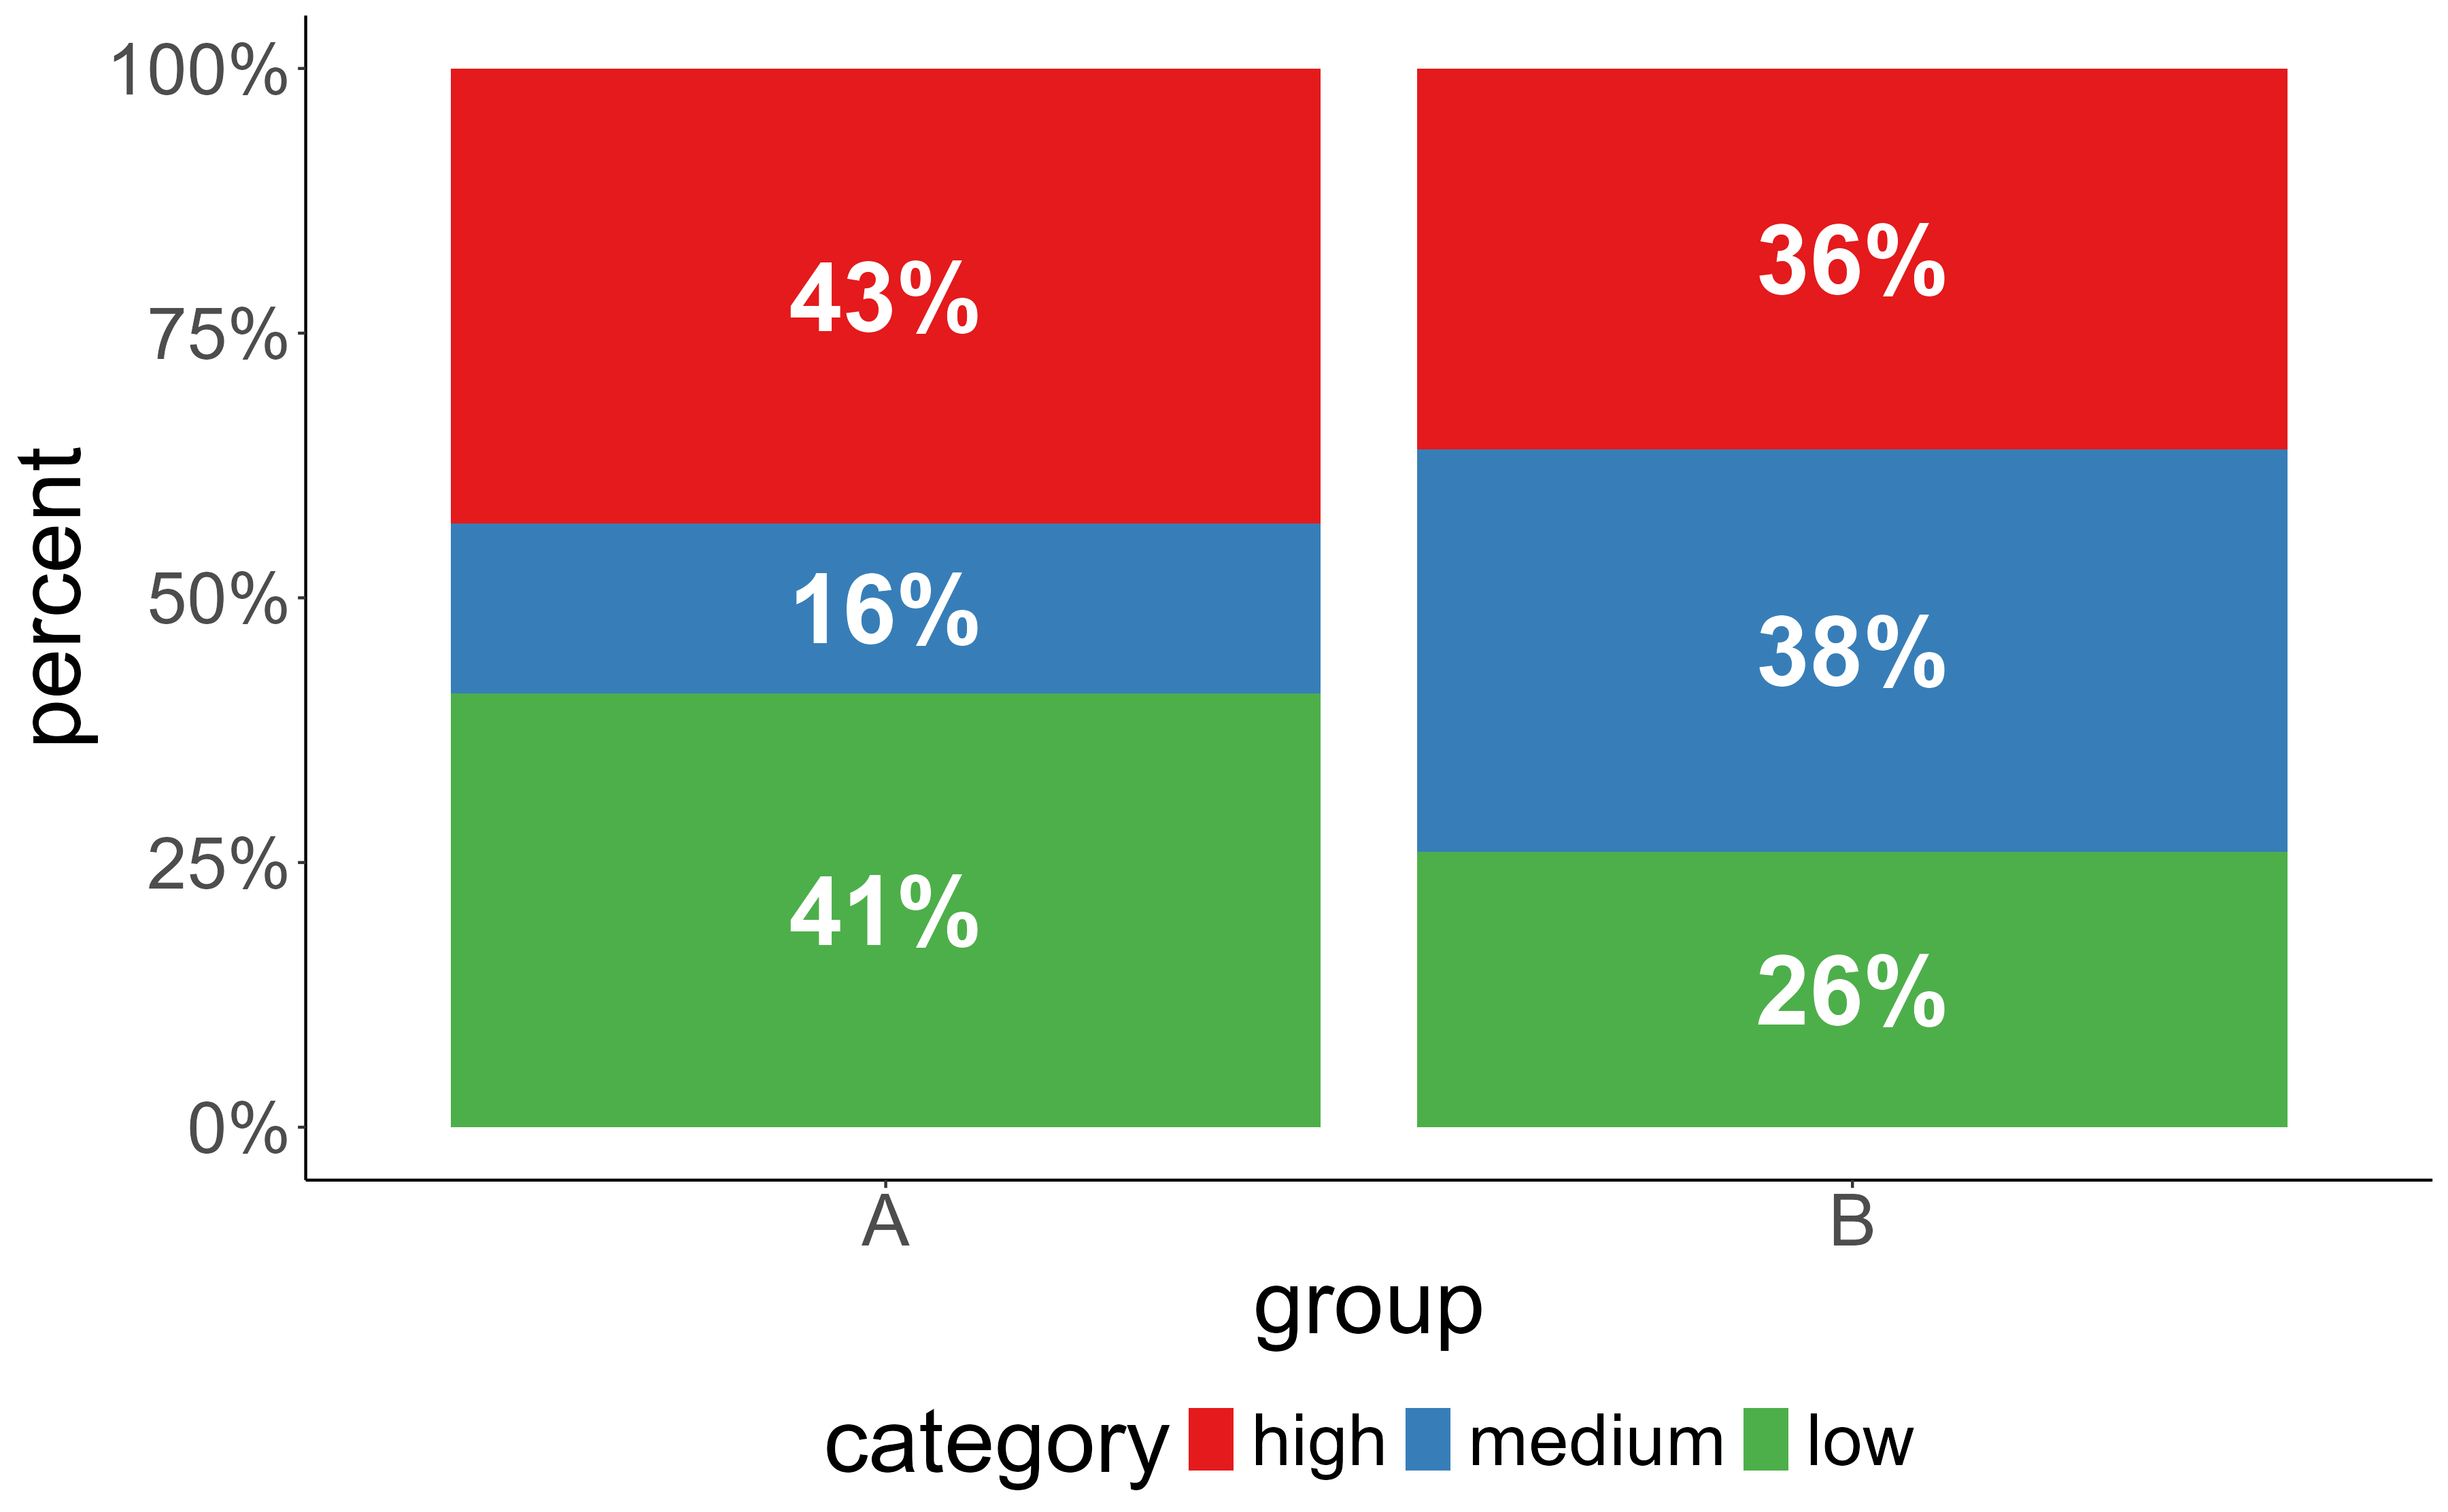 100%
75%
50%
25%
0%
percent
43%
16%
41%
36%
38%
26%
A
B
group
category high medium low